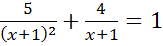 5/(x+1)² + 4/(x+1) = 1